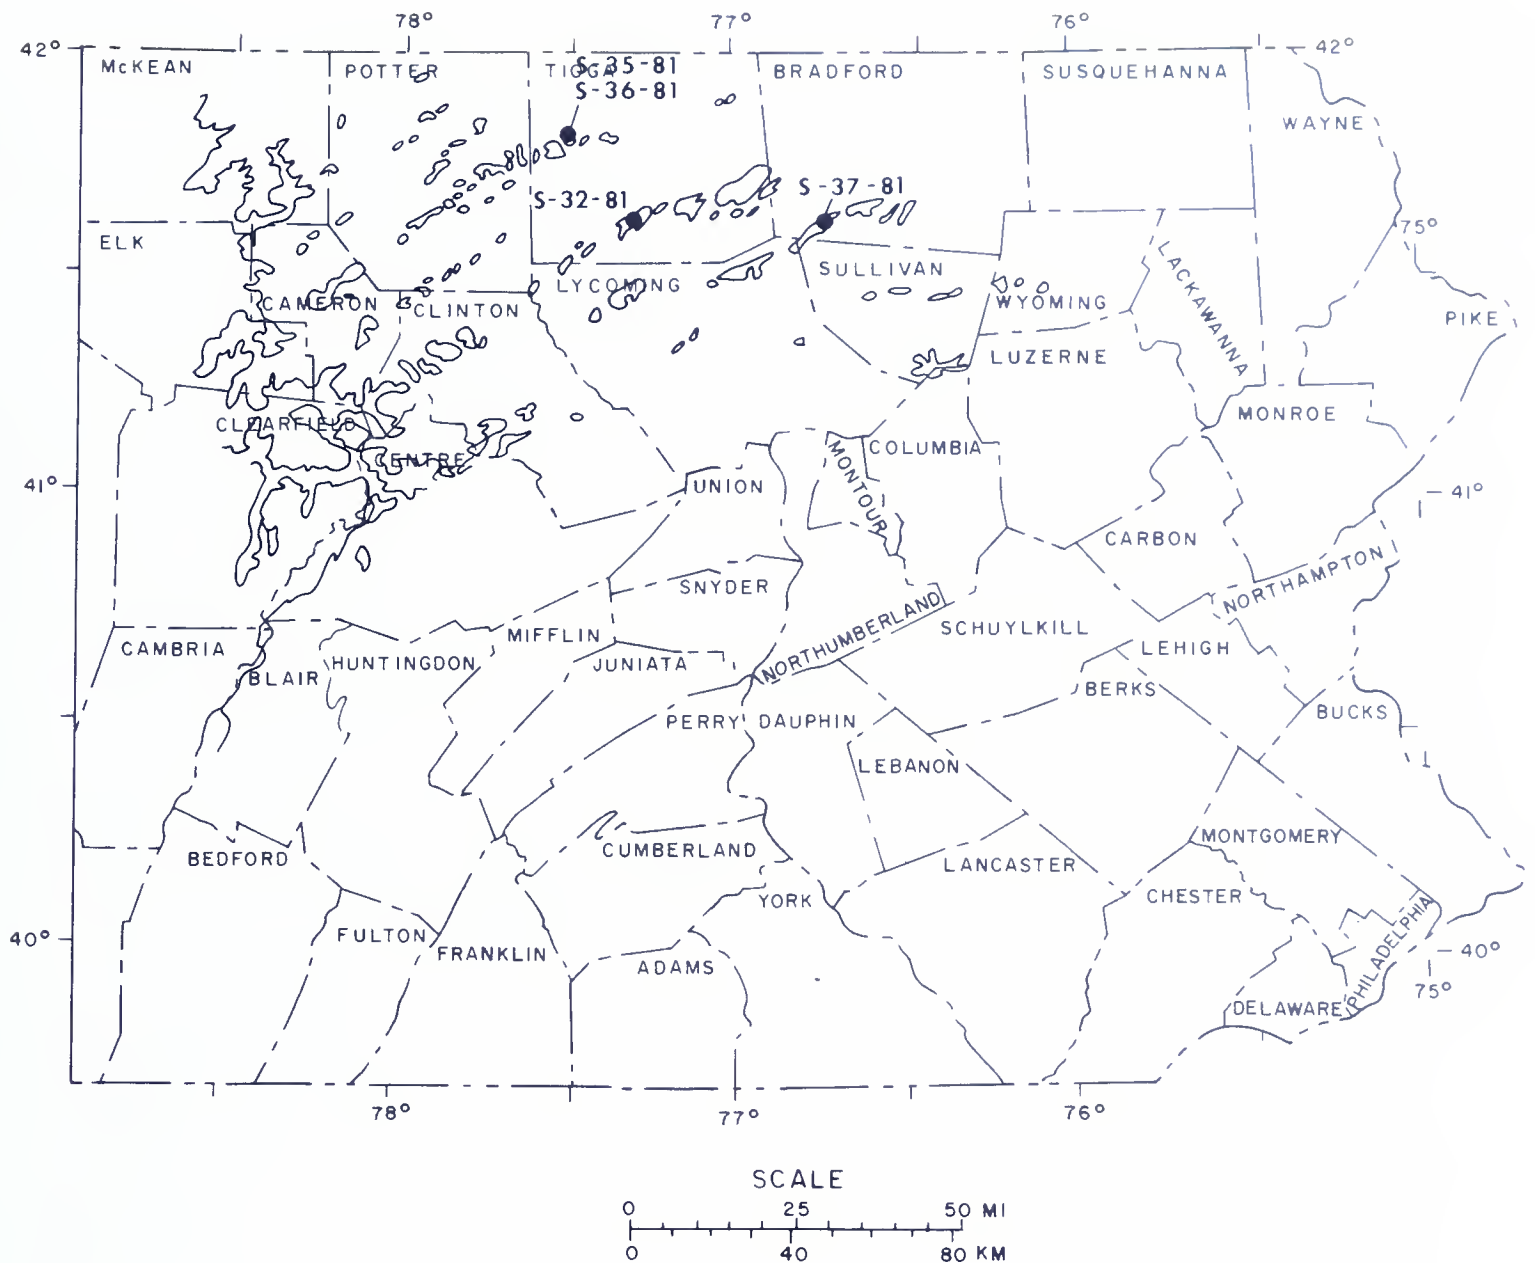 78°
77°
76°
42°
42°
McKEAN
POTTER
TIOGA
S-35-81
S-36-81
BRADFORD
SUSQUEHANNA
WAYNE
S-32-81
S-37-81
ELK
75°
LYCOMING
SULLIVAN
LACKAWANNA
CAMERON
CLINTON
WYOMING
PIKE
LUZERNE
CLEARFIELD
MONROE
CENTRE
COLUMBIA
MONTOUR
41°
UNION
41°
CARBON
SNYDER
NORTHAMPTON
NORTHUMBERLAND
SCHUYLKILL
CAMBRIA
MIFFLIN
LEHIGH
BLAIR
HUNTINGDON
JUNIATA
BERKS
PERRY
DAUPHIN
BUCKS
LEBANON
MONTGOMERY
BEDFORD
CUMBERLAND
LANCASTER
YORK
CHESTER
PHILADELPHIA
40°
FULTON
FRANKLIN
ADAMS
40°
75°
DELAWARE
78°
77°
76°
SCALE
0 25 50 MI
0 40 80 KM